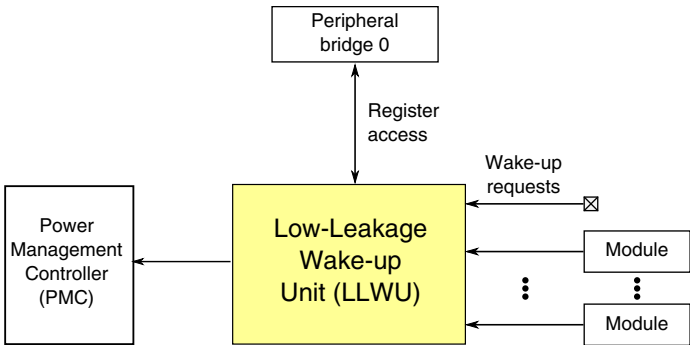 Peripheral
bridge 0
Register
access
Wake-up
requests
Power
Management
Controller
(PMC)
Low-Leakage
Wake-up
Unit (LLWU)
Module
Module